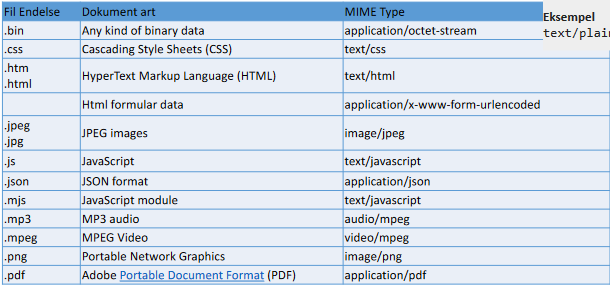 Fil Endelse Dokument art MIME Type
Eksempel
text/plain
.bin Any kind of binary data application/octet-stream
.css Cascading Style Sheets (CSS) text/css
.htm
.html HyperText Markup Language (HTML) text/html
Html formular data application/x-www-form-urlencoded
.jpeg
.jpg JPEG images image/jpeg
.js JavaScript text/javascript
.json JSON format application/json
.mjs JavaScript module text/javascript
.mp3 MP3 audio audio/mpeg
.mpeg MPEG Video video/mpeg
.png Portable Network Graphics image/png
.pdf Adobe Portable Document Format (PDF) application/pdf